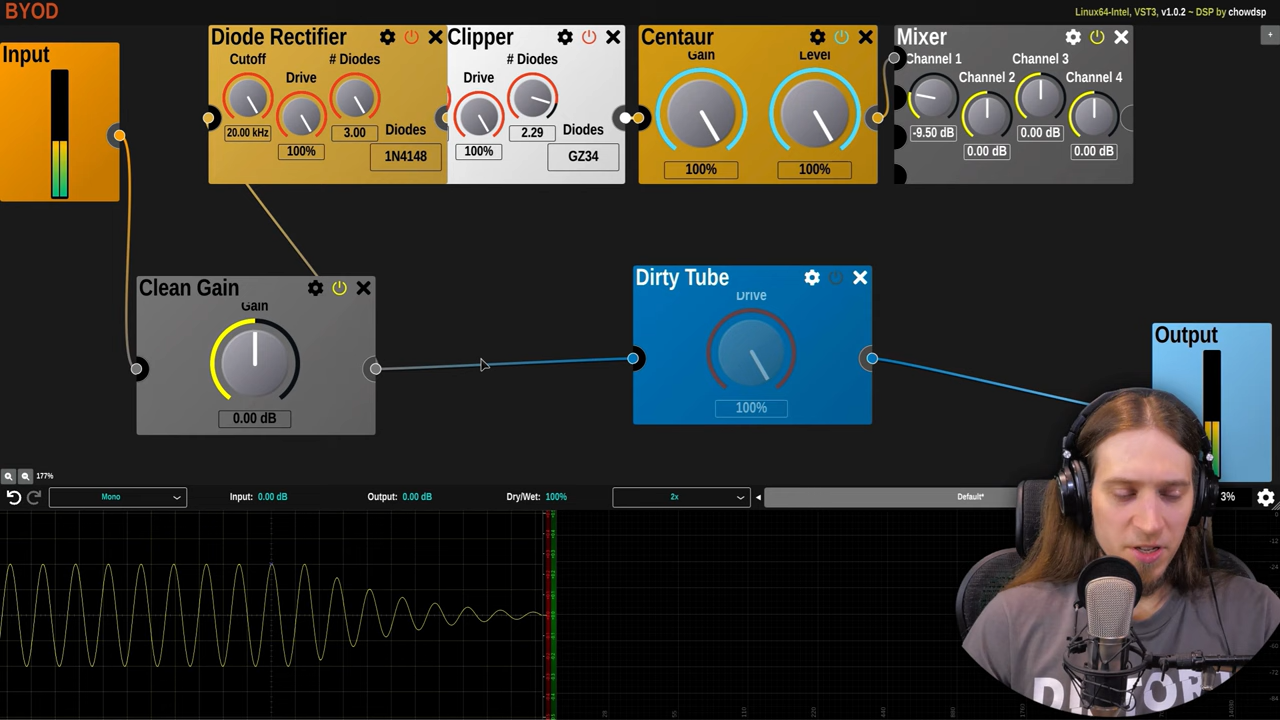 BYOD
Linux64-Intel, VST3, v1.0.2 ~ DSP by chowdsp
Input
Diode Rectifier
Cutoff
Drive
# Diodes
20.00 kHz
100%
3.00
Diodes
1N4148
Clipper
Drive
# Diodes
100%
2.29
Diodes
GZ34
Centaur
Gain
Level
100%
100%
Mixer
Channel 1
Channel 2
Channel 3
Channel 4
-9.50 dB
0.00 dB
0.00 dB
0.00 dB
+
Clean Gain
Gain
0.00 dB
Dirty Tube
Drive
100%
Output
177%
Mono
Input: 0.00 dB
Output: 0.00 dB
Dry/Wet: 100%
2x
Default*
3%